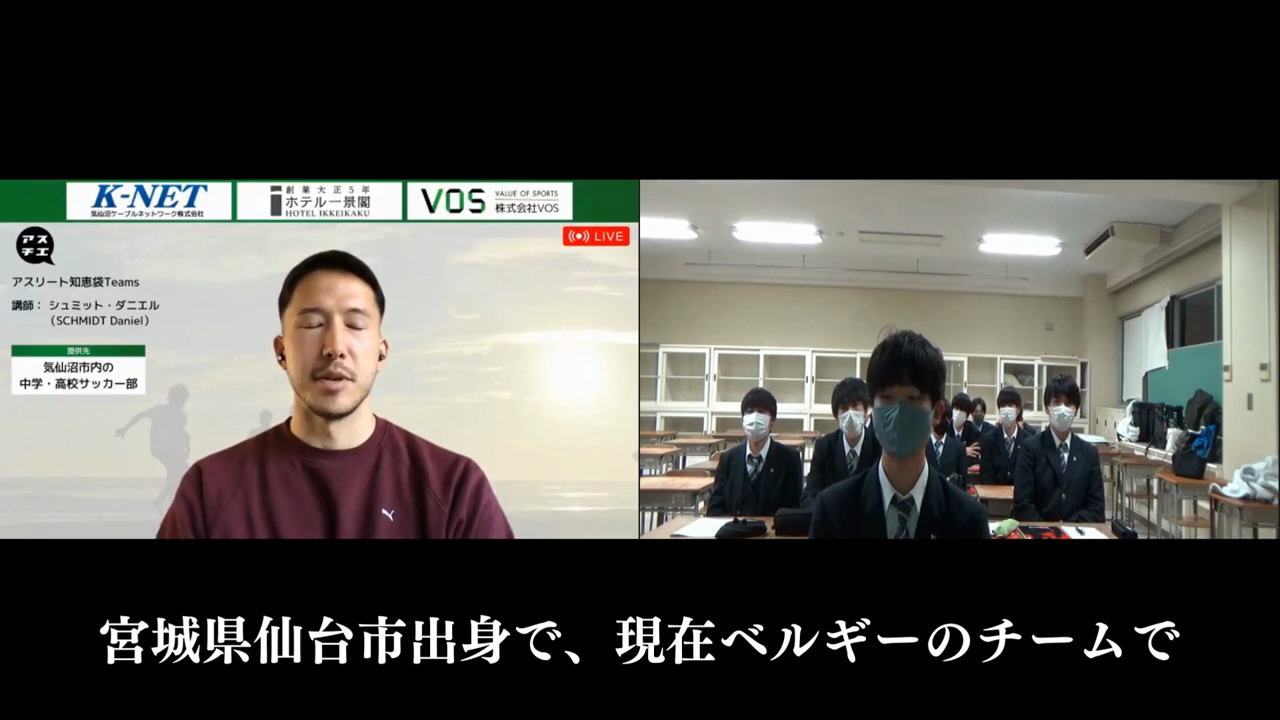 K-NET
気仙沼ケーブルネットワーク株式会社
創業大正5年
ホテル一景閣
HOTEL IKKEIKAKU
VOS
VALUE OF SPORTS
株式会社VOS
アス
チエ
LIVE
アスリート知恵袋Teams
講師： シュミット・ダニエル
（SCHMIDT Daniel）
提供先
気仙沼市内の
中学・高校サッカー部
宮城県仙台市出身で、現在ベルギーのチームで